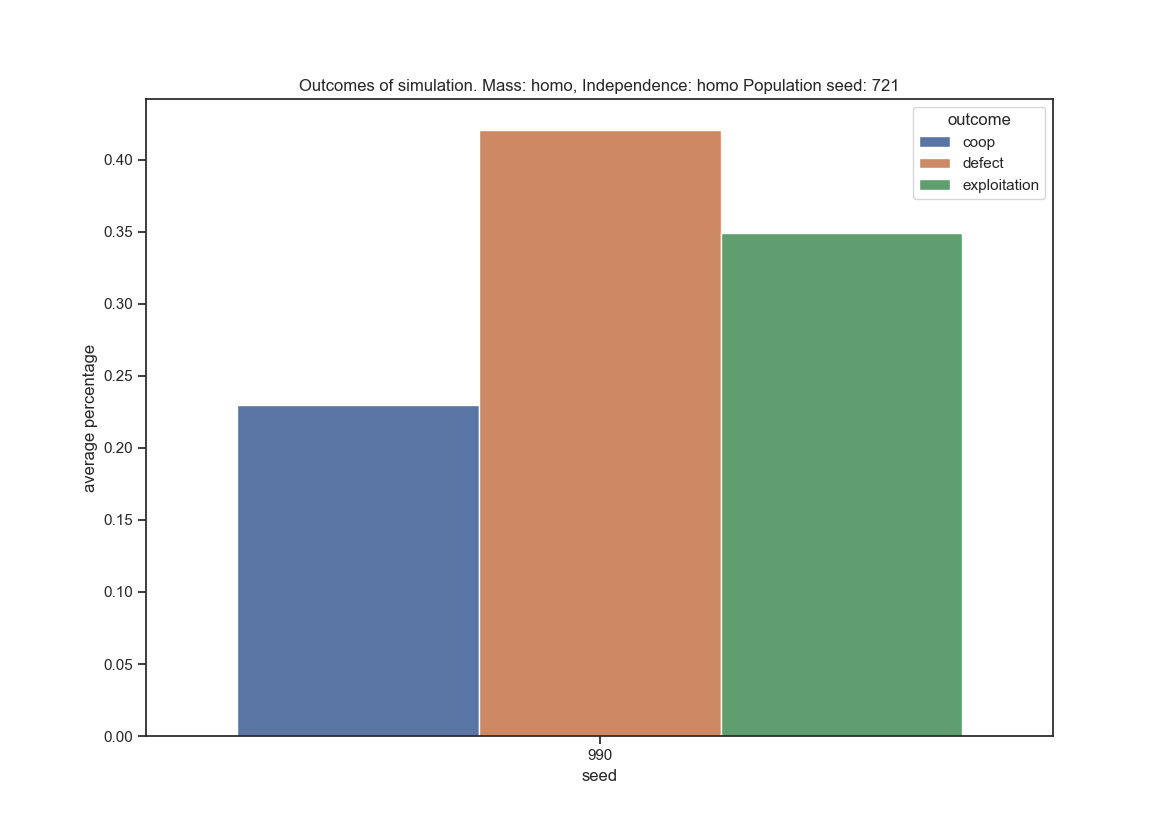 Outcomes of simulation. Mass: homo, Independence: homo Population seed: 721
outcome
coop
defect
exploitation
0.40
0.35
0.30
0.25
0.20
0.15
0.10
0.05
0.00
average percentage
990
seed